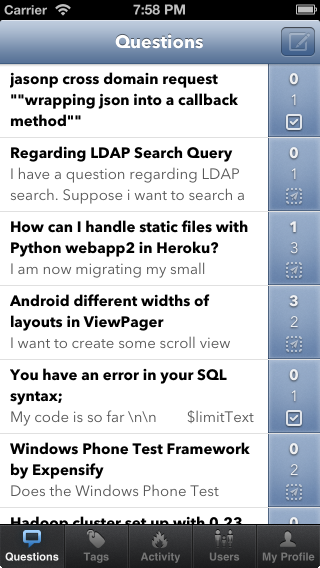 Carrier 7:58 PM
Questions
jasonp cross domain request
""wrapping json into a callback
method""
0
1
Regarding LDAP Search Query
I have a question regarding LDAP
search. Suppose i want to search a
0
1
How can I handle static files with
Python webapp2 in Heroku?
I am now migrating my small
1
3
Android different widths of
layouts in ViewPager
I want to create some scroll view
3
2
You have an error in your SQL
syntax;
My code is so far \n\n $limitText
0
1
Windows Phone Test Framework
by Expensify
Does the Windows Phone Test
0
2
Hadoop cluster set up with 0.23
0
Questions Tags Activity Users My Profile